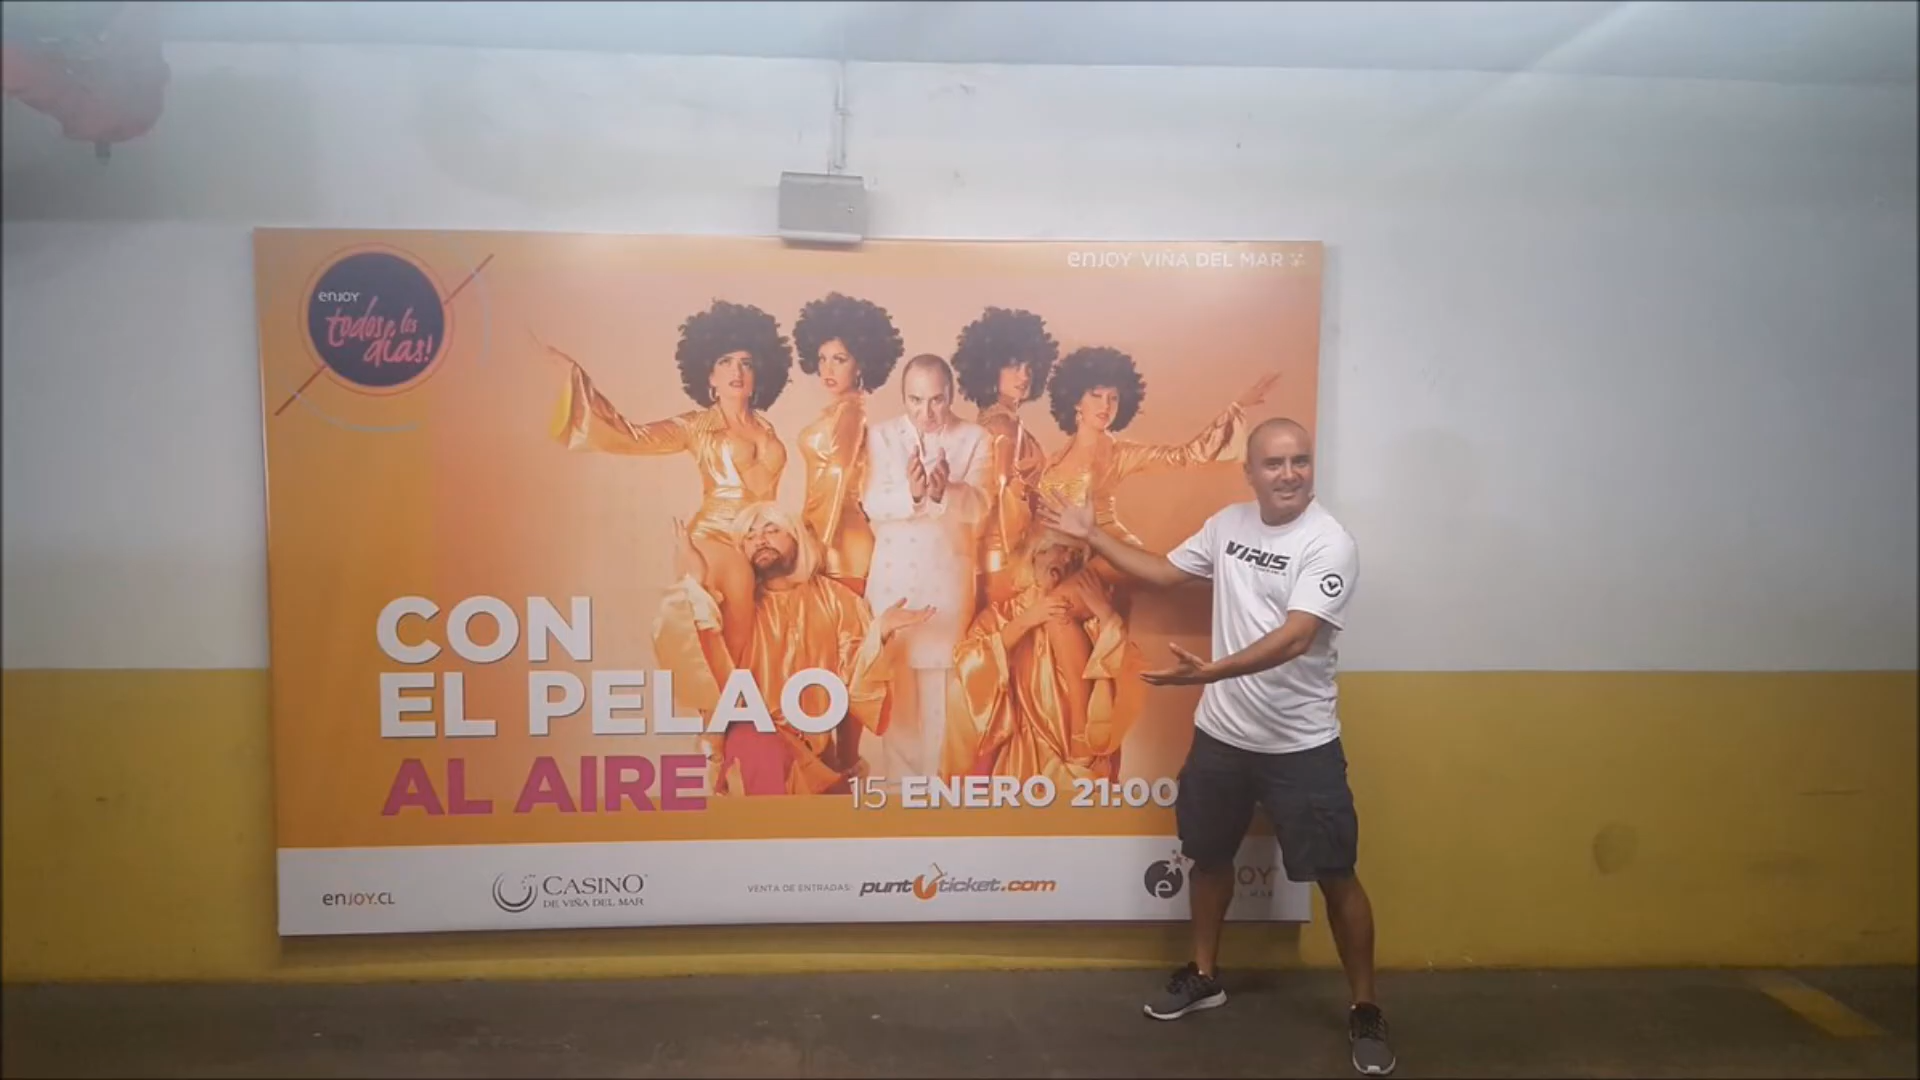 enjoy
todos los
días!
enjoy VIÑA DEL MAR
CON
EL PELAO
AL AIRE
15 ENERO 21:00
VIRUS
enjoy.CL
CASINO
DE VIÑA DEL MAR
VENTA DE ENTRADAS: puntoticket.com
e
JOY